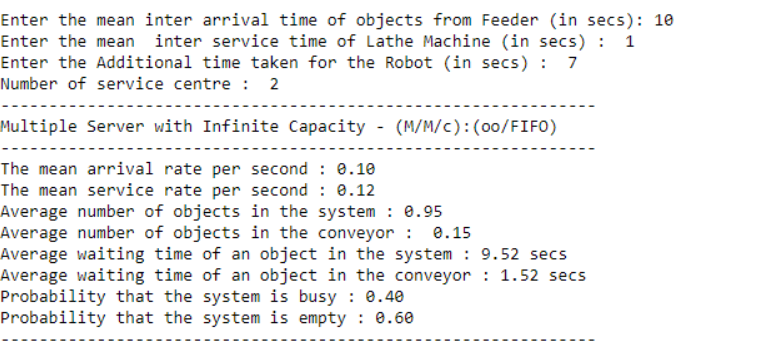 Enter the mean inter arrival time of objects from Feeder (in secs): 10
Enter the mean  inter service time of Lathe Machine (in secs) :  1
Enter the Additional time taken for the Robot (in secs) :  7
Number of service centre :  2
--------------------------------------------------------------
Multiple Server with Infinite Capacity - (M/M/c):(oo/FIFO)
--------------------------------------------------------------
The mean arrival rate per second : 0.10
The mean service rate per second : 0.12
Average number of objects in the system : 0.95
Average number of objects in the conveyor :  0.15
Average waiting time of an object in the system : 9.52 secs
Average waiting time of an object in the conveyor : 1.52 secs
Probability that the system is busy : 0.40
Probability that the system is empty : 0.60
--------------------------------------------------------------